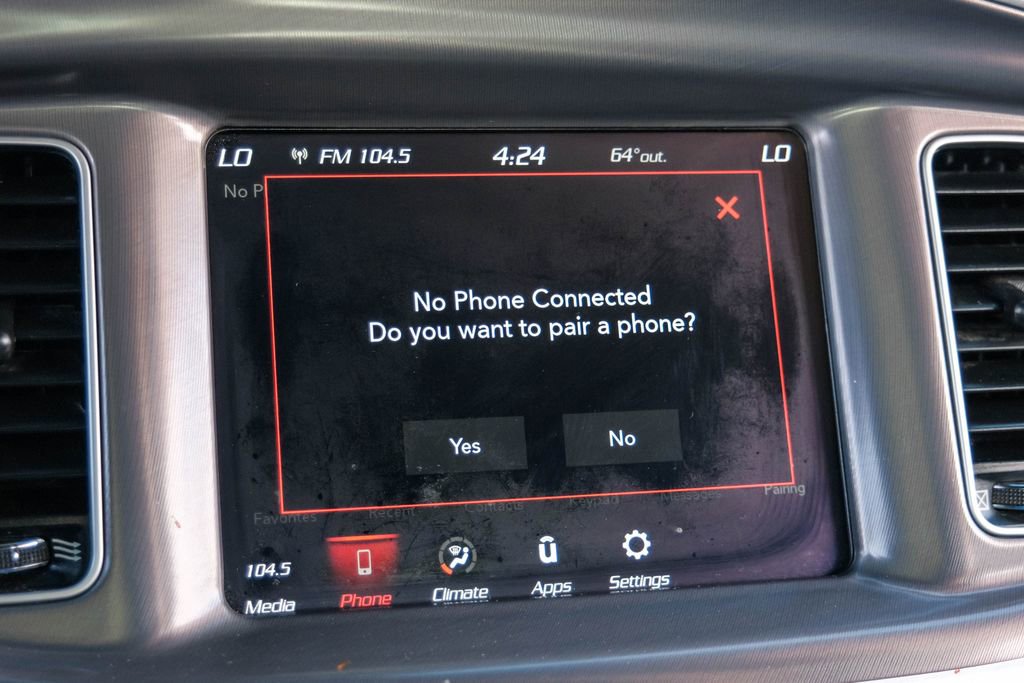 LO FM 104.5 4:24 64°out. LO
No P
No Phone Connected
Do you want to pair a phone?
Yes No
Favorites Recent Contacts Keypad Messages Pairing
104.5
Media Phone Climate Apps Settings